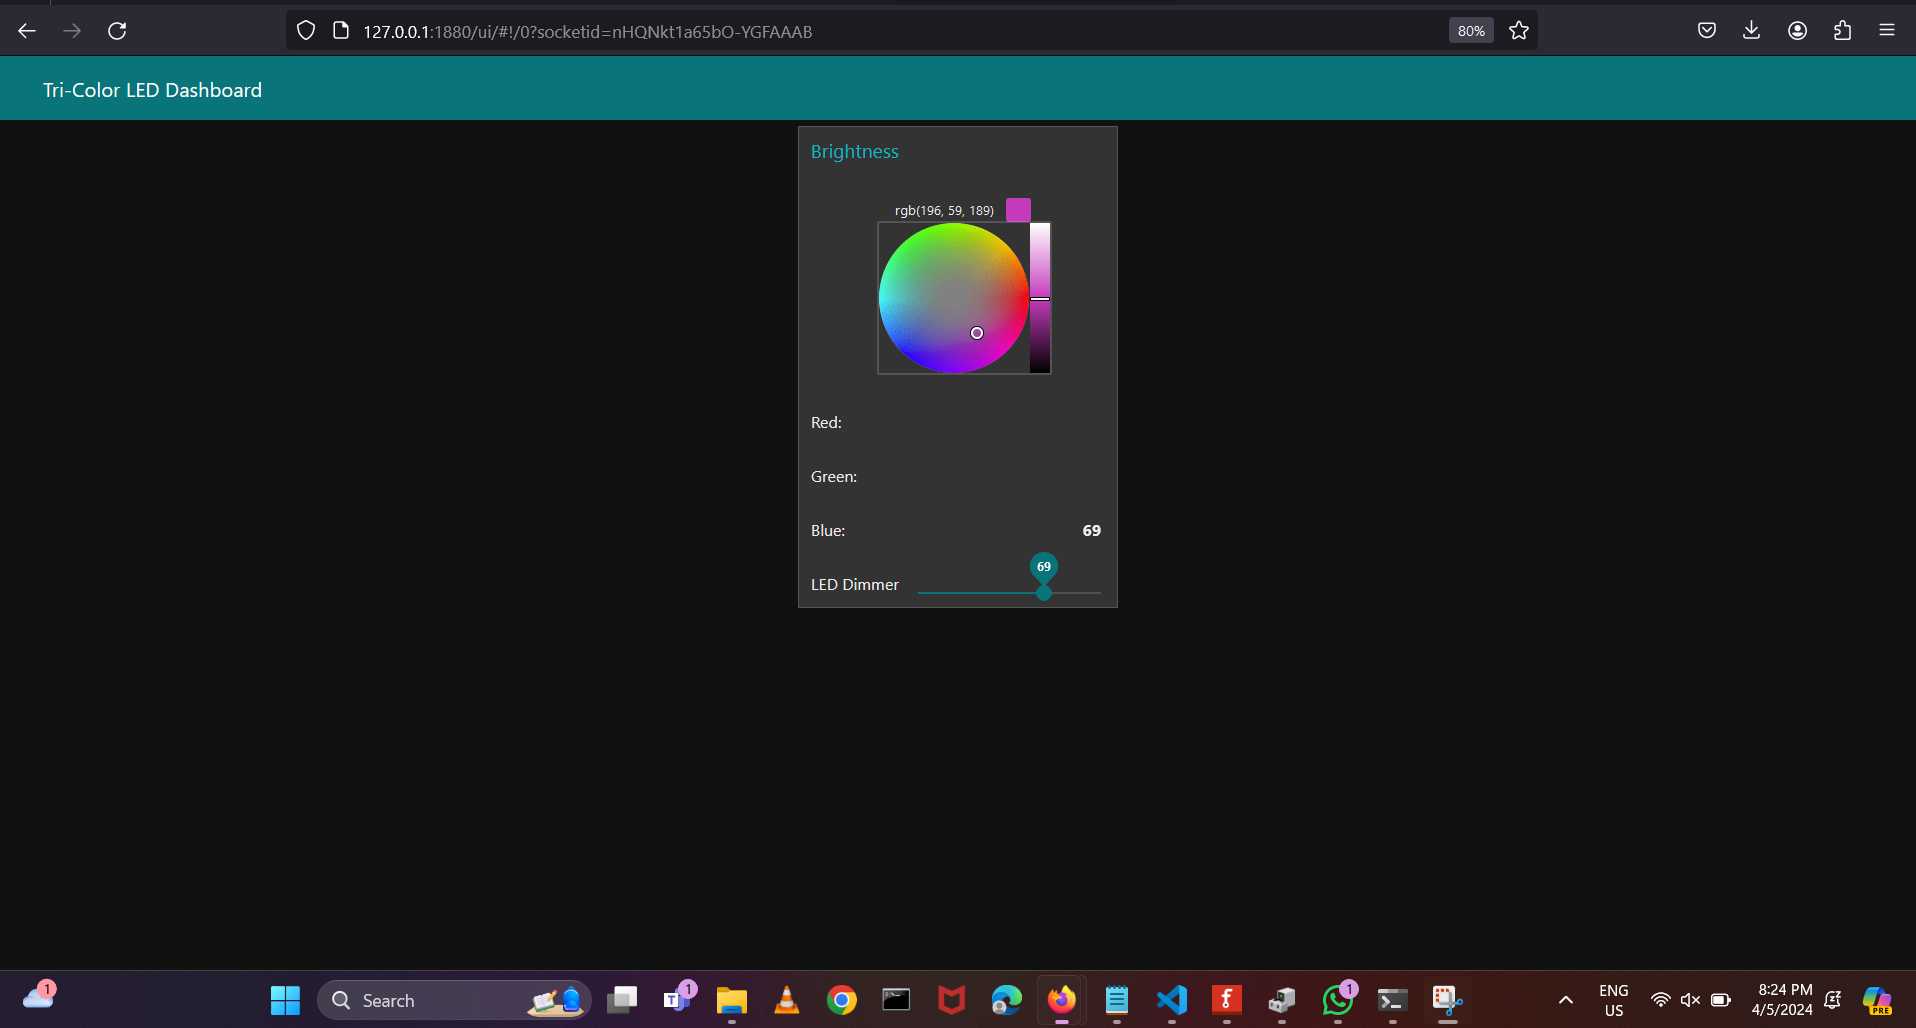 127.0.0.1:1880/ui/#!/0?socketid=nHQNkt1a65bO-YGFAAAB
80%
Tri-Color LED Dashboard
Brightness
rgb(196, 59, 189)
Red:
Green:
Blue: 69
69
LED Dimmer
1
Search
T 1
1
ENG
US
8:24 PM
4/5/2024
PRE